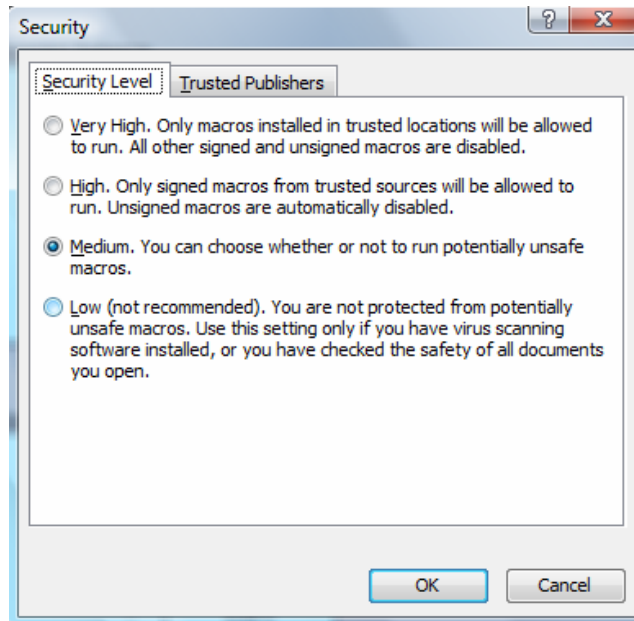 Security
Security Level
Trusted Publishers
Very High. Only macros installed in trusted locations will be allowed
to run. All other signed and unsigned macros are disabled.
High. Only signed macros from trusted sources will be allowed to
run. Unsigned macros are automatically disabled.
Medium. You can choose whether or not to run potentially unsafe
macros.
Low (not recommended). You are not protected from potentially
unsafe macros. Use this setting only if you have virus scanning
software installed, or you have checked the safety of all documents
you open.
OK
Cancel